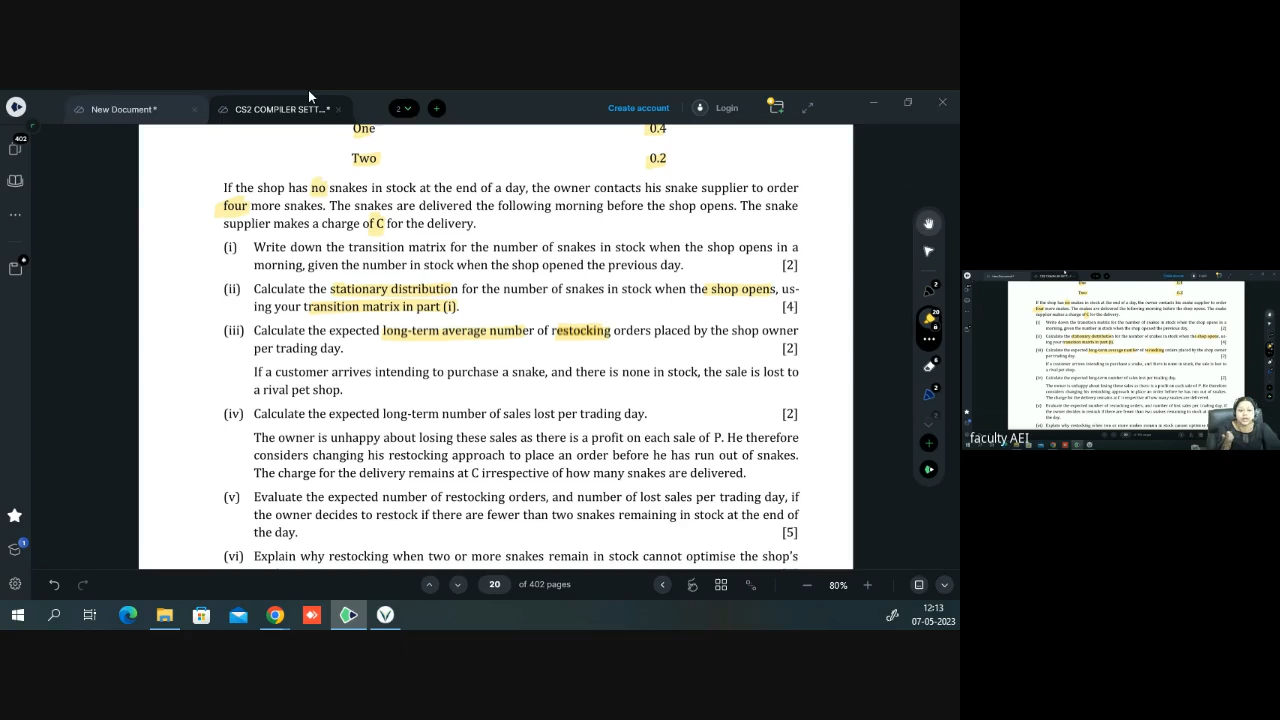 New Document*
CS2 COMPILER SETT...*
2
Create account
Login
402
One 0.4
Two 0.2
If the shop has no snakes in stock at the end of a day, the owner contacts his snake supplier to order
four more snakes. The snakes are delivered the following morning before the shop opens. The snake
supplier makes a charge of C for the delivery.
(i) Write down the transition matrix for the number of snakes in stock when the shop opens in a
morning, given the number in stock when the shop opened the previous day. [2]
(ii) Calculate the stationary distribution for the number of snakes in stock when the shop opens, us-
ing your transition matrix in part (i). [4]
(iii) Calculate the expected long-term average number of restocking orders placed by the shop owner
per trading day. [2]
If a customer arrives intending to purchase a snake, and there is none in stock, the sale is lost to
a rival pet shop.
(iv) Calculate the expected long-term number of sales lost per trading day. [2]
The owner is unhappy about losing these sales as there is a profit on each sale of P. He therefore
considers changing his restocking approach to place an order before he has run out of snakes.
The charge for the delivery remains at C irrespective of how many snakes are delivered.
(v) Evaluate the expected number of restocking orders, and number of lost sales per trading day, if
the owner decides to restock if there are fewer than two snakes remaining in stock at the end of
the day. [5]
(vi) Explain why restocking when two or more snakes remain in stock cannot optimise the shop's
2
20
6
2
1
20 of 402 pages
80%
12:13
07-05-2023
faculty AEI